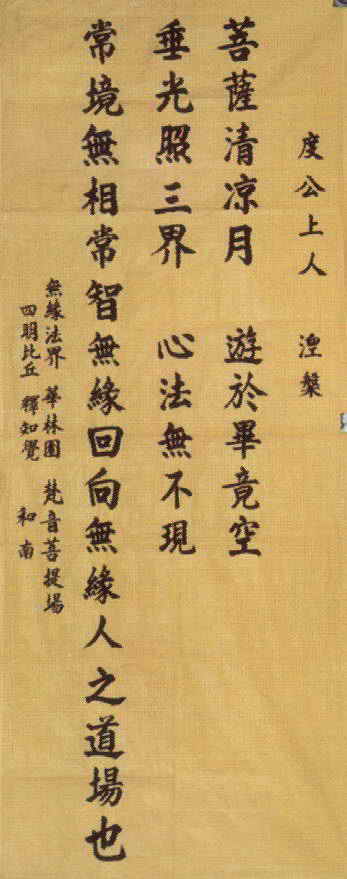 度公上人　涅槃
菩薩清凉月　遊於畢竟空
垂光照三界　心法無不現
常境無相常智無緣回向無緣人之道場也
無緣法界　華林園　梵音菩提場
四明比丘　釋知覺　和南